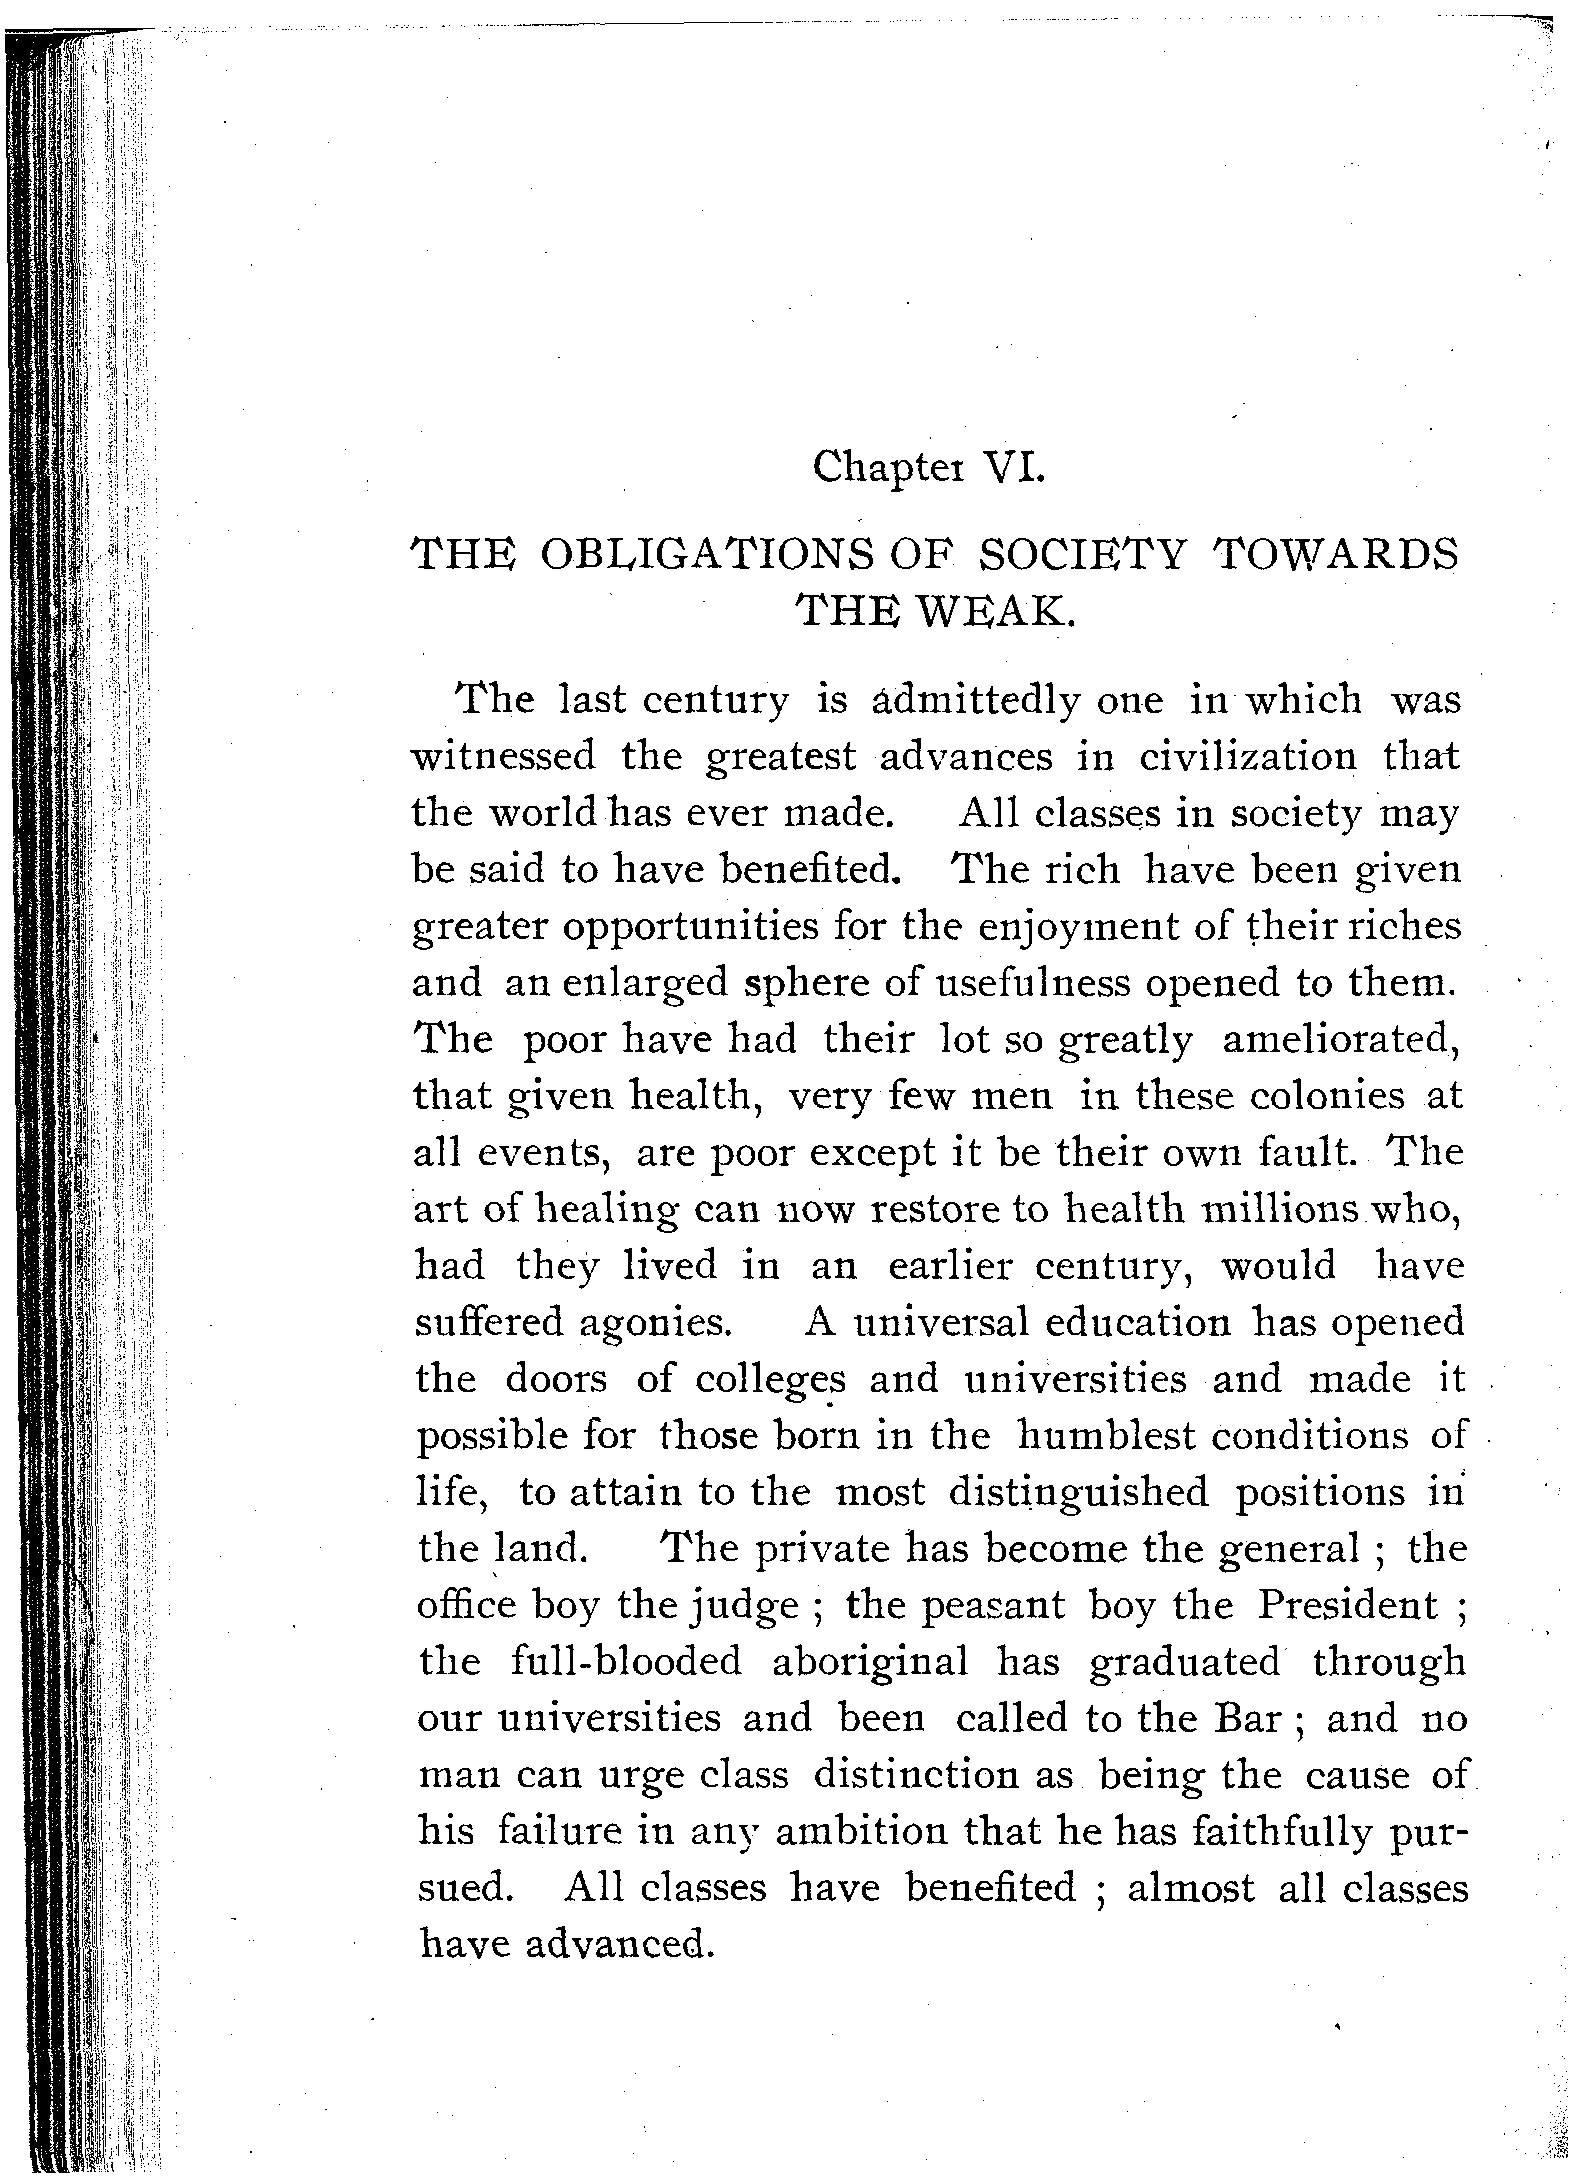 Chapter VI.
THE OBLIGATIONS OF SOCIETY TOWARDS
THE WEAK.
The last century is admittedly one in which was
witnessed the greatest advances in civilization that
the world has ever made. All classes in society may
be said to have benefited. The rich have been given
greater opportunities for the enjoyment of their riches
and an enlarged sphere of usefulness opened to them.
The poor have had their lot so greatly ameliorated,
that given health, very few men in these colonies at
all events, are poor except it be their own fault. The
art of healing can now restore to health millions who,
had they lived in an earlier century, would have
suffered agonies. A universal education has opened
the doors of colleges and universities and made it
possible for those born in the humblest conditions of
life, to attain to the most distinguished positions in
the land. The private has become the general ; the
office boy the judge ; the peasant boy the President ;
the full-blooded aboriginal has graduated through
our universities and been called to the Bar ; and no
man can urge class distinction as being the cause of
his failure in any ambition that he has faithfully pur-
sued. All classes have benefited ; almost all classes
have advanced.